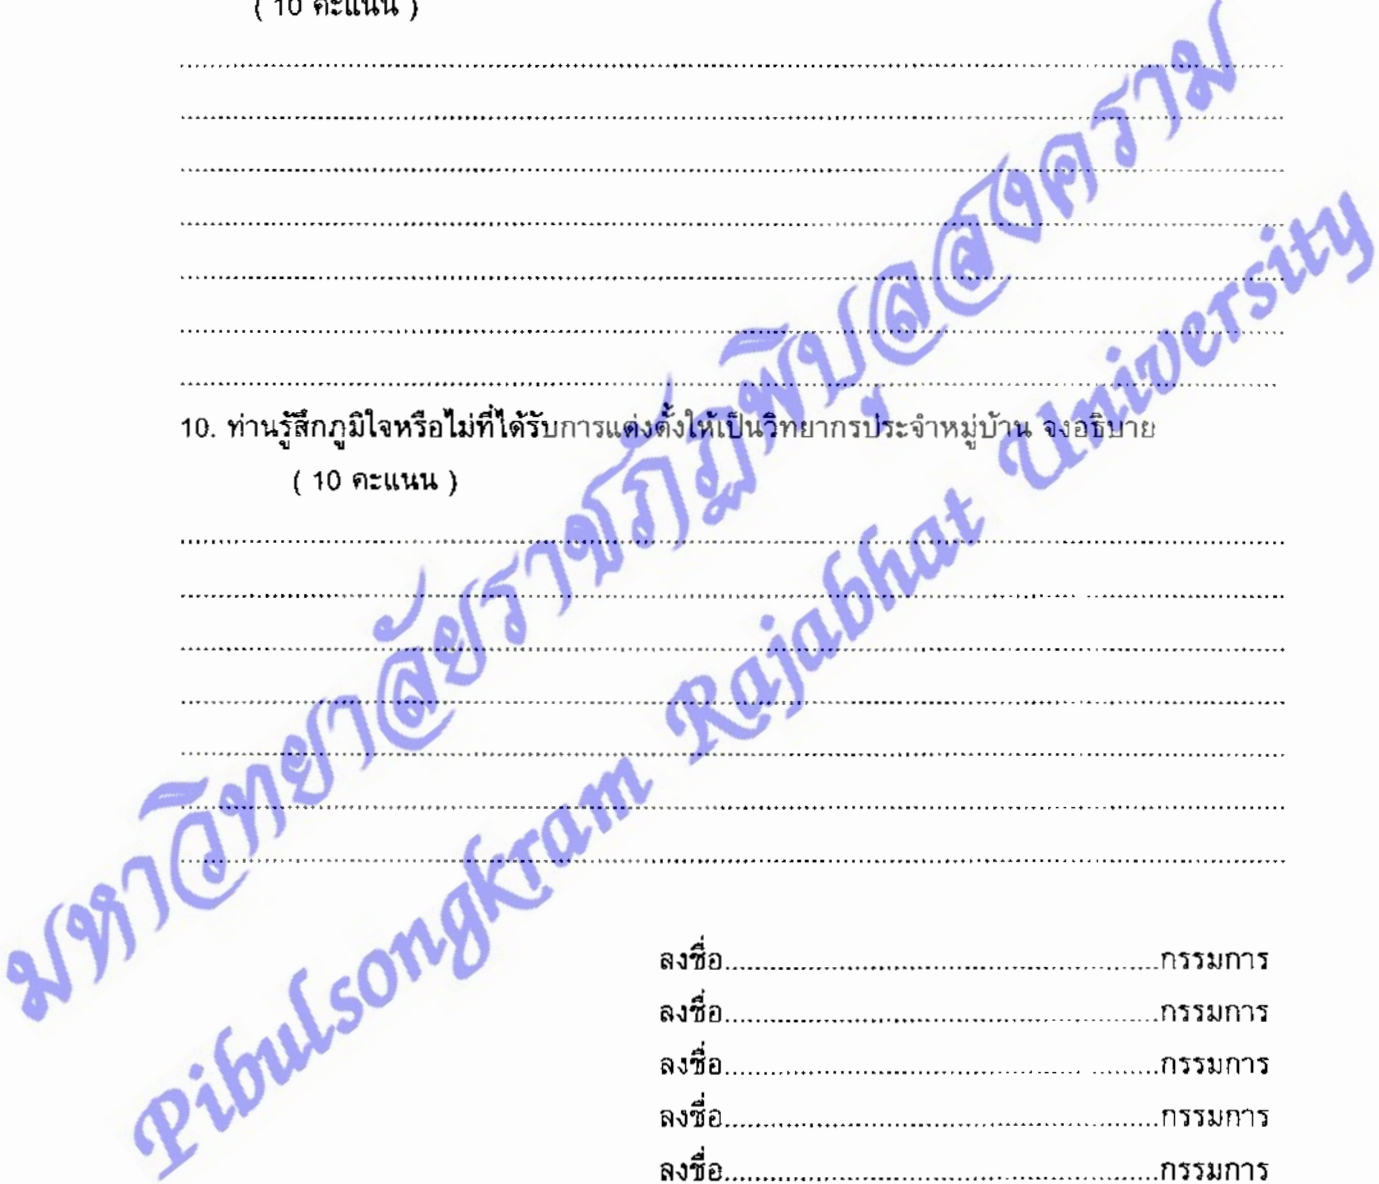 ( 10 คะแนน )
................................................................................
................................................................................
................................................................................
................................................................................
................................................................................
................................................................................
................................................................................
10. ท่านรู้สึกภูมิใจหรือไม่ที่ได้รับการแต่งตั้งให้เป็นวิทยากรประจำหมู่บ้าน จงอธิบาย
( 10 คะแนน )
................................................................................
................................................................................
................................................................................
................................................................................
................................................................................
................................................................................
................................................................................
ลงชื่อ........................................กรรมการ
ลงชื่อ........................................กรรมการ
ลงชื่อ........................................กรรมการ
ลงชื่อ........................................กรรมการ
ลงชื่อ........................................กรรมการ
มหาวิทยาลัยราชภัฏพิบูลสงคราม
Pibulsongkram Rajabhat University